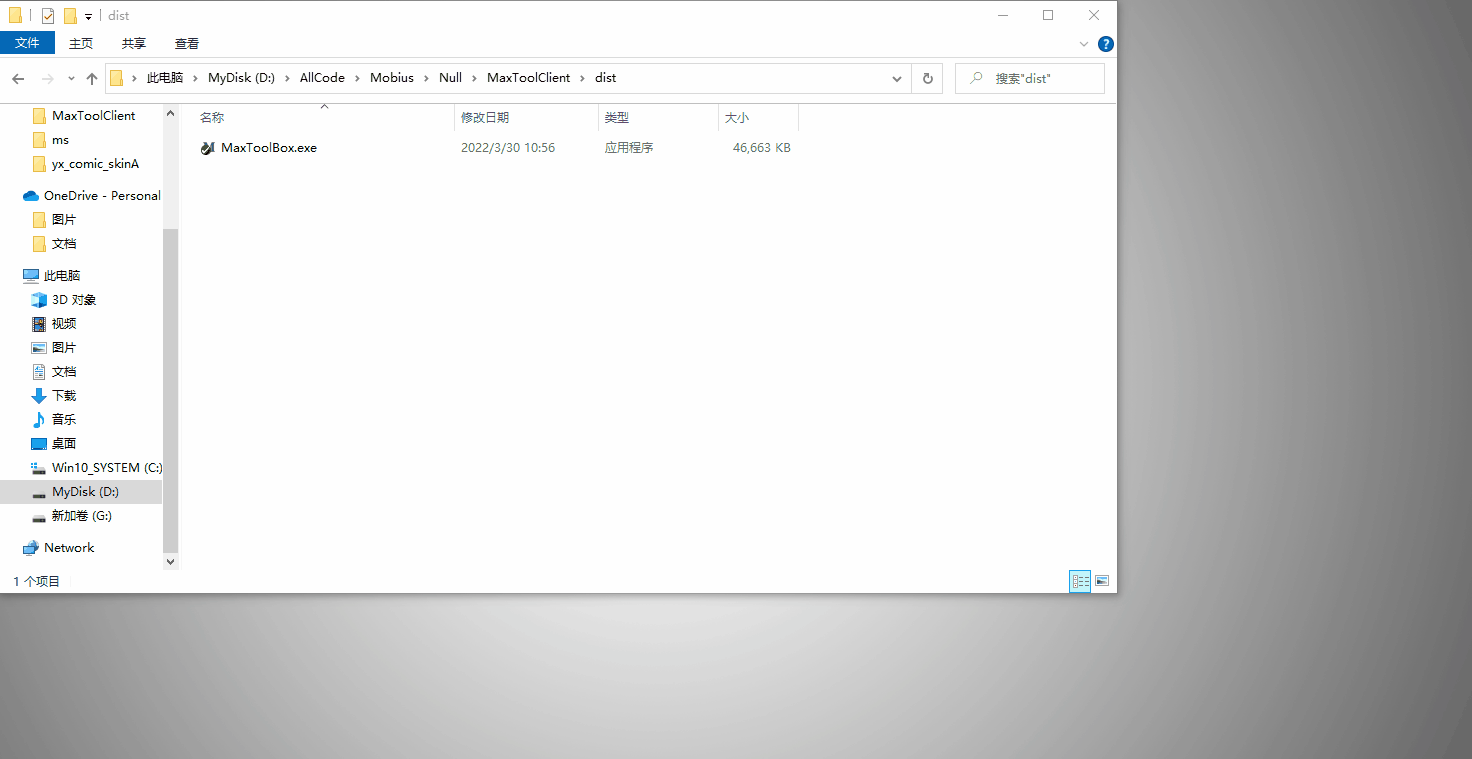 dist
文件 主页 共享 查看
此电脑 MyDisk (D:) AllCode Mobius Null MaxToolClient dist
搜索"dist"
名称 修改日期 类型 大小
MaxToolBox.exe 2022/3/30 10:56 应用程序 46,663 KB
MaxToolClient
ms
yx_comic_skinA
OneDrive - Personal
图片
文档
此电脑
3D 对象
视频
图片
文档
下载
音乐
桌面
Win10_SYSTEM (C:)
MyDisk (D:)
新加卷 (G:)
Network
1 个项目